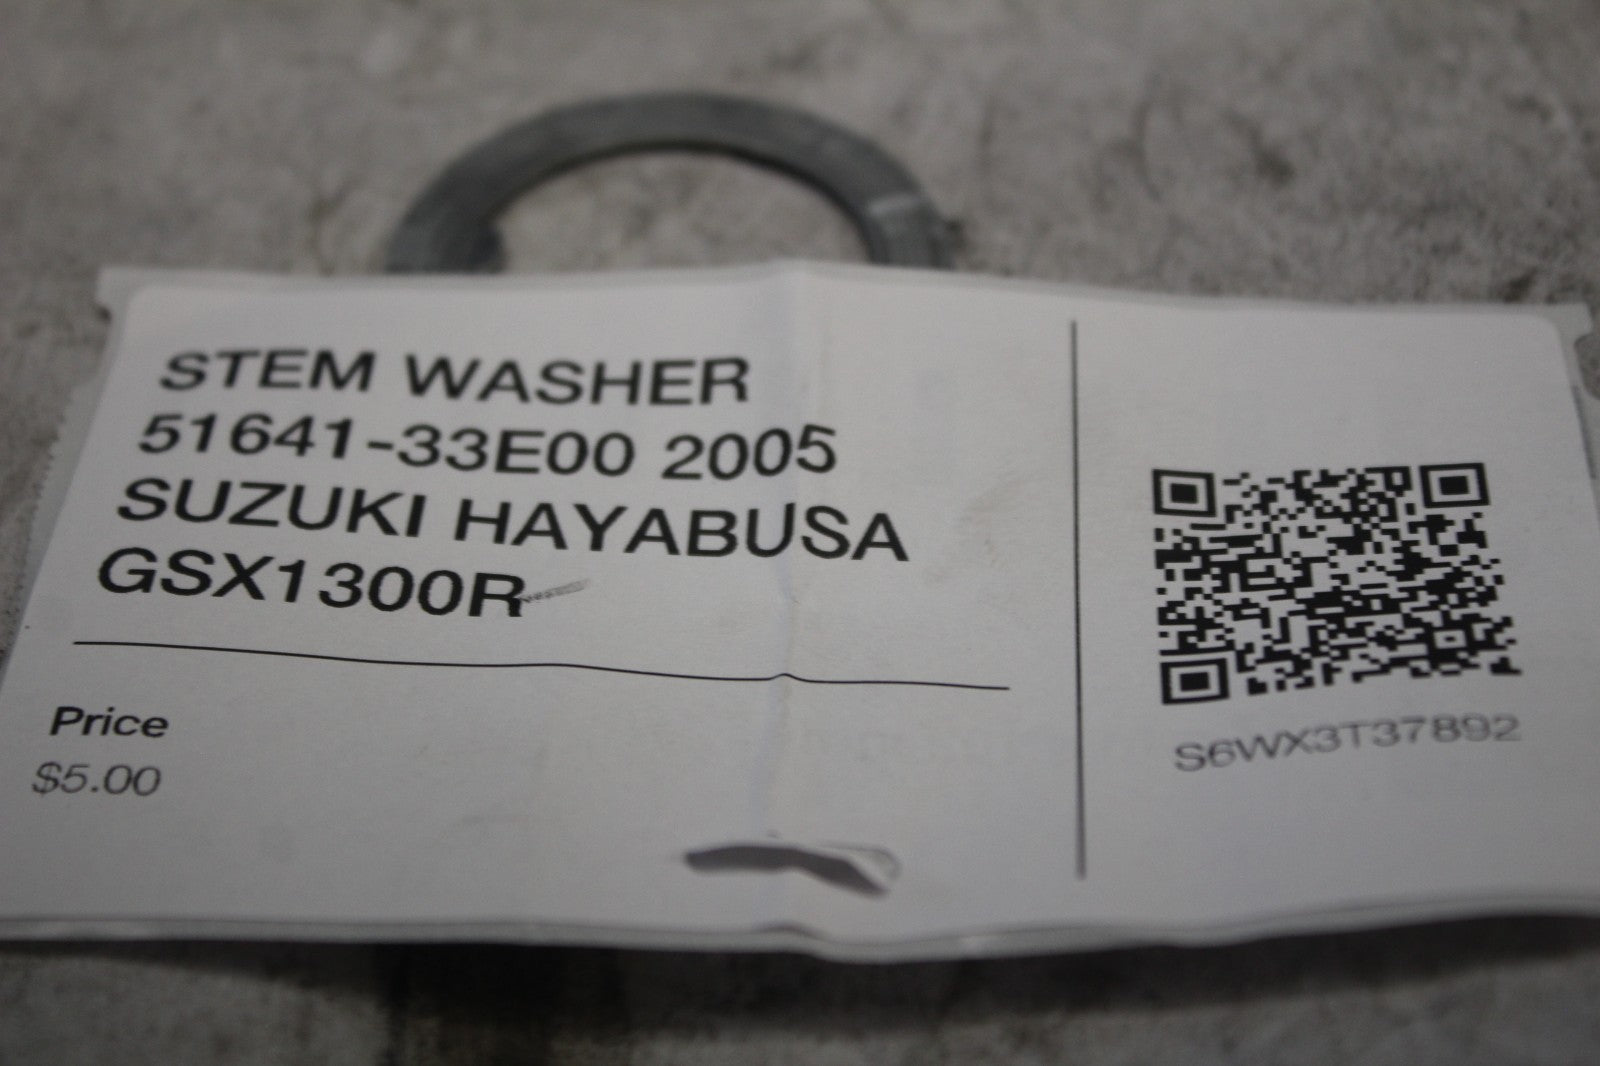 STEM WASHER
51641-33E00 2005
SUZUKI HAYABUSA
GSX1300R
Price
$5.00
S6WX3T37892